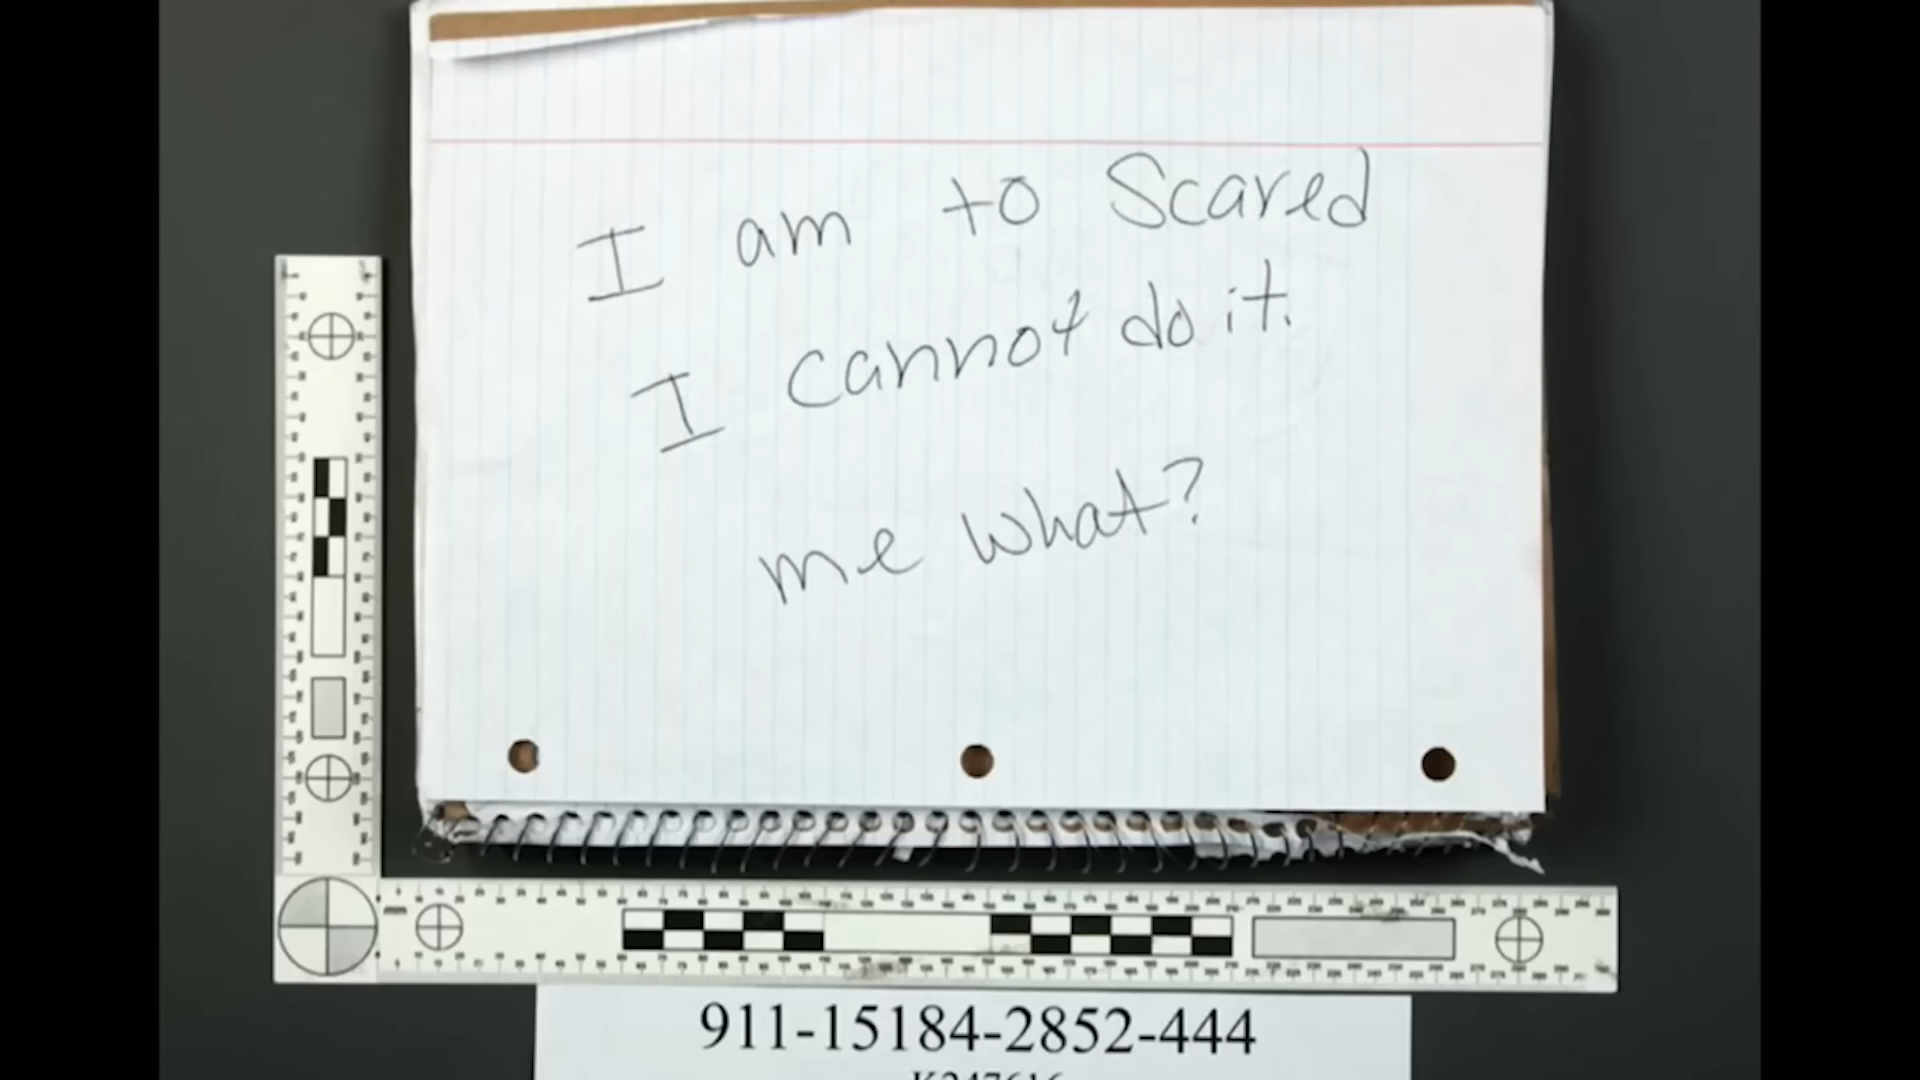 I am to Scared
I cannot do it.
me what?
911-15184-2852-444